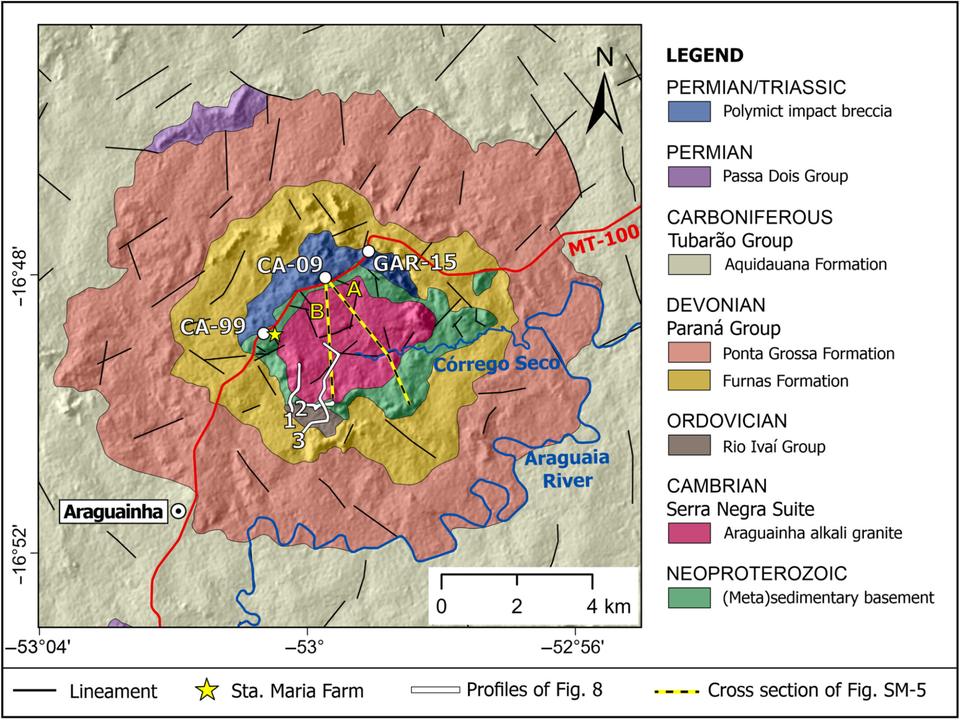 N
LEGEND
PERMIAN/TRIASSIC
Polymict impact breccia
PERMIAN
Passa Dois Group
CARBONIFEROUS
Tubarão Group
Aquidauana Formation
DEVONIAN
Paraná Group
Ponta Grossa Formation
Furnas Formation
ORDOVICIAN
Rio Ivaí Group
CAMBRIAN
Serra Negra Suite
Araguainha alkali granite
NEOPROTEROZOIC
(Meta)sedimentary basement
MT-100
CA-09
GAR-15
A
B
CA-99
Córrego Seco
1
2
3
Araguaia
River
Araguainha
0 2 4 km
–16°48'
–16°52'
–53°04'
–53°
–52°56'
Lineament
Sta. Maria Farm
Profiles of Fig. 8
Cross section of Fig. SM-5